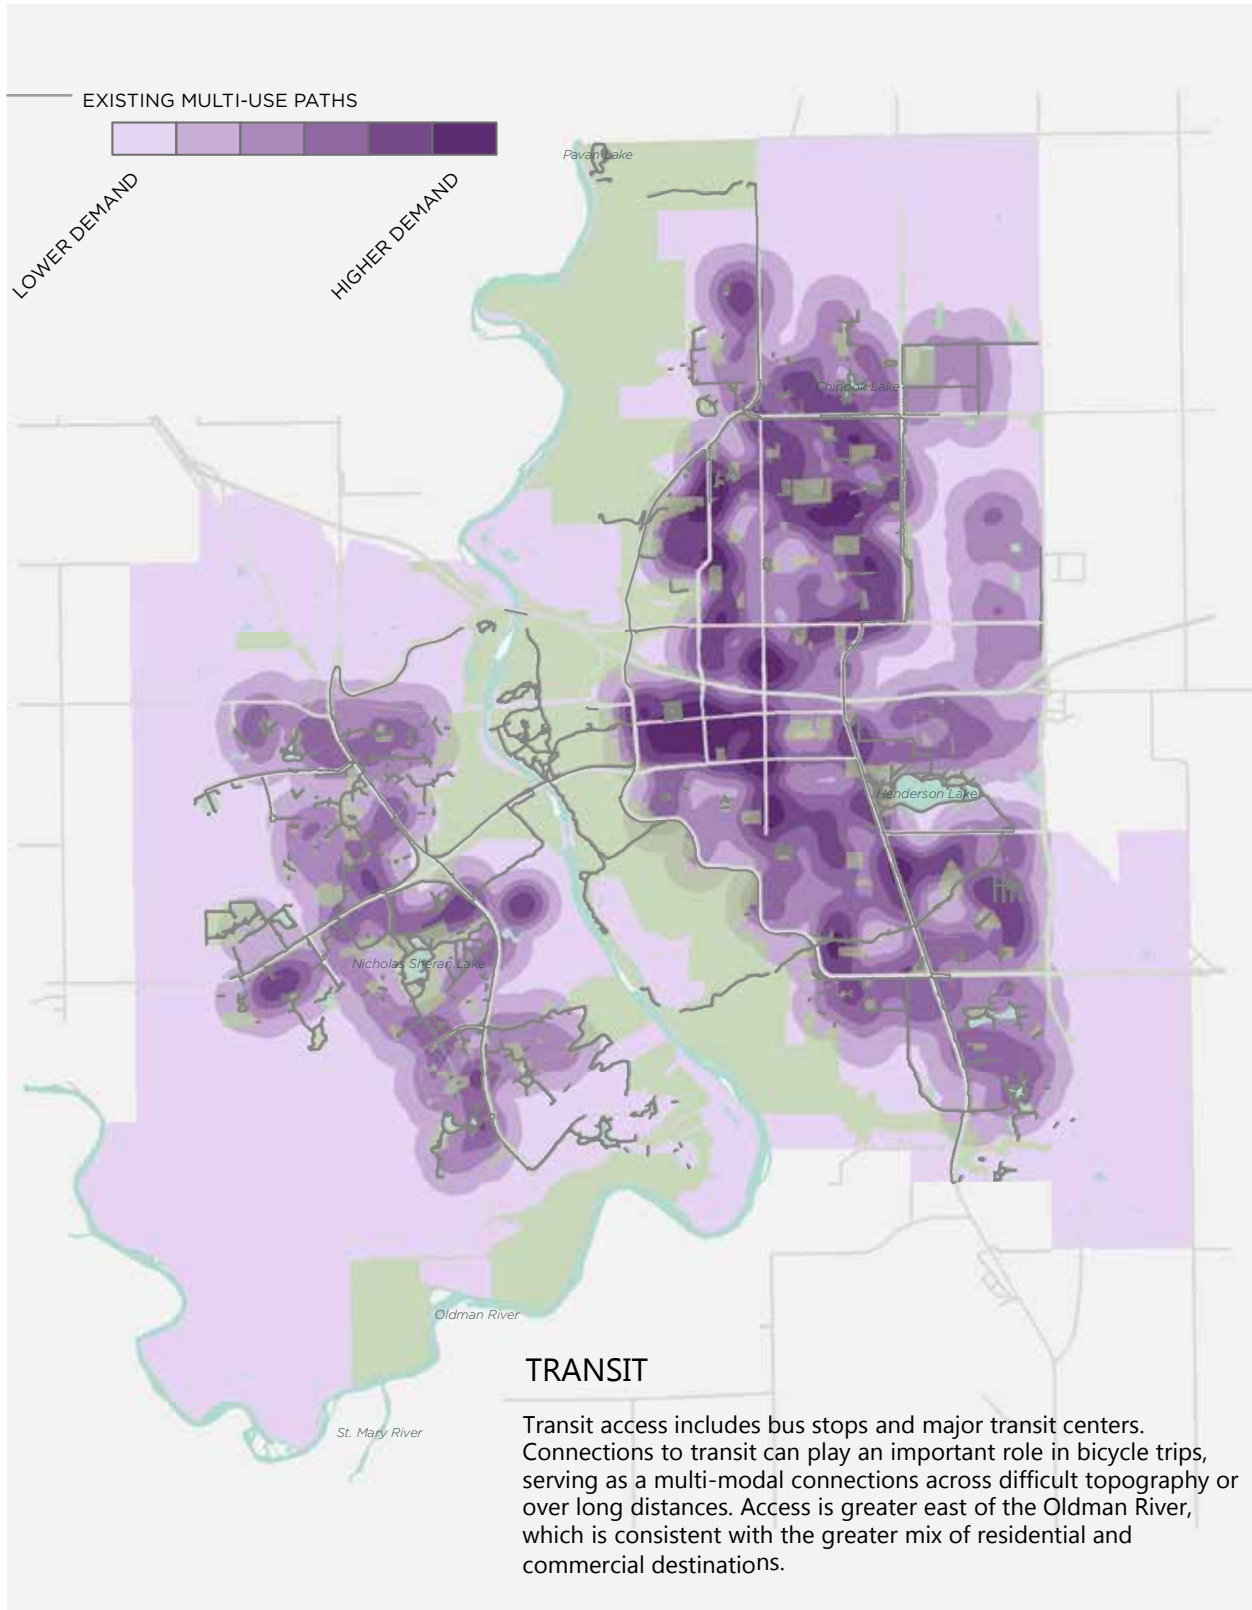 EXISTING MULTI-USE PATHS
LOWER DEMAND
HIGHER DEMAND
Pavan Lake
Chinook Lake
Henderson Lake
Nicholas Sheran Lake
Oldman River
St. Mary River
TRANSIT
Transit access includes bus stops and major transit centers.
Connections to transit can play an important role in bicycle trips,
serving as a multi-modal connections across difficult topography or
over long distances. Access is greater east of the Oldman River,
which is consistent with the greater mix of residential and
commercial destinations.